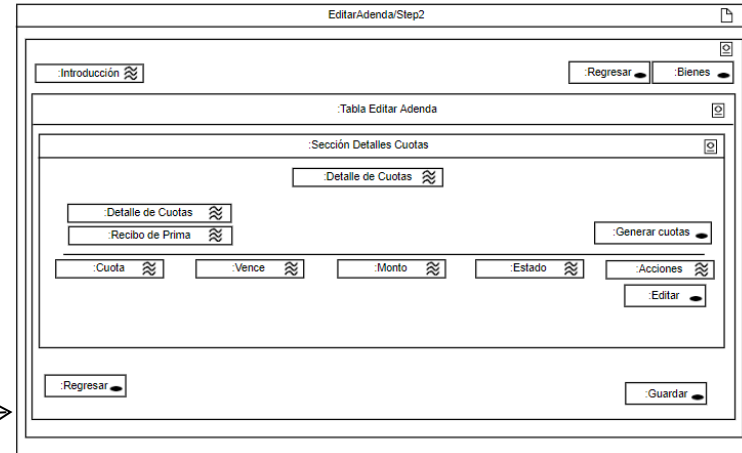 EditarAdenda/Step2
:Introducción
:Regresar :Bienes
:Tabla Editar Adenda
:Sección Detalles Cuotas
:Detalle de Cuotas
:Detalle de Cuotas
:Recibo de Prima
:Generar cuotas
:Cuota :Vence :Monto :Estado :Acciones
:Editar
:Regresar
:Guardar